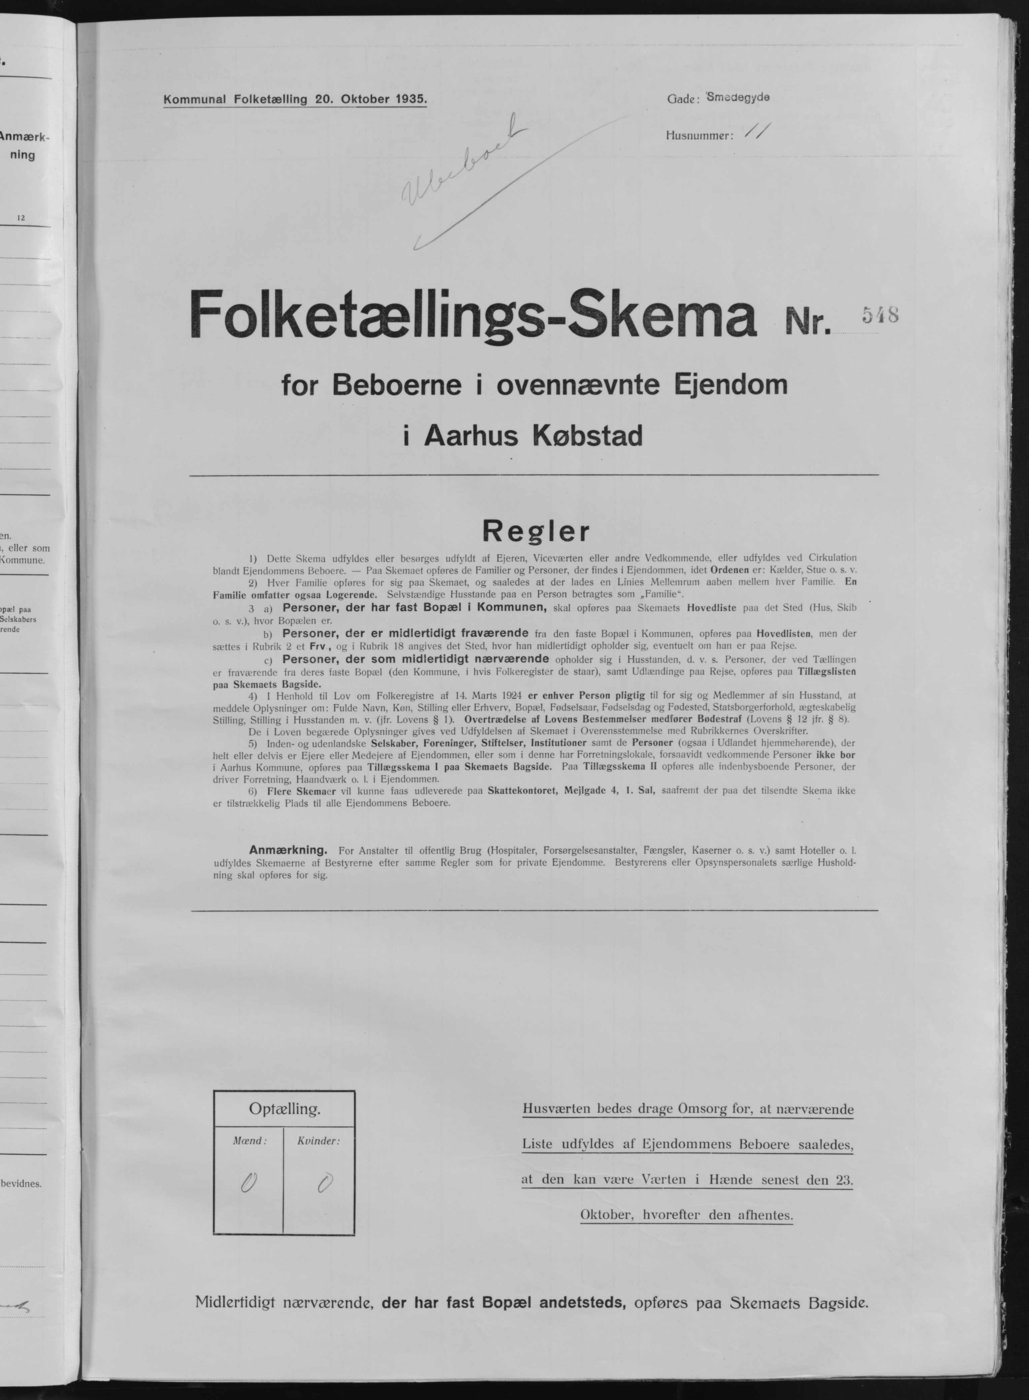 Anmærk-
ning
12
en.
, eller som
Kommune.
opæl paa
Selskabers
rende
bevidnes.
Kommunal Folketælling 20. Oktober 1935.
Gade: Smedegyde
Husnummer: 11
Ubeboet
Folketællings-Skema Nr. 548
for Beboerne i ovennævnte Ejendom
i Aarhus Købstad
Regler
1) Dette Skema udfyldes eller besørges udfyldt af Ejeren, Viceværten eller andre Vedkommende, eller udfyldes ved Cirkulation
blandt Ejendommens Beboere. — Paa Skemaet opføres de Familier og Personer, der findes i Ejendommen, idet Ordenen er: Kælder, Stue o. s. v.
2) Hver Familie opføres for sig paa Skemaet, og saaledes at der lades en Linies Mellemrum aaben mellem hver Familie. En
Familie omfatter ogsaa Logerende. Selvstændige Husstande paa en Person betragtes som „Familie“.
3 a) Personer, der har fast Bopæl i Kommunen, skal opføres paa Skemaets Hovedliste paa det Sted (Hus, Skib
o. s. v.), hvor Bopælen er.
b) Personer, der er midlertidigt fraværende fra den faste Bopæl i Kommunen, opføres paa Hovedlisten, men der
sættes i Rubrik 2 et Frv., og i Rubrik 18 angives det Sted, hvor han midlertidigt opholder sig, eventuelt om han er paa Rejse.
c) Personer, der som midlertidigt nærværende opholder sig i Husstanden, d. v. s. Personer, der ved Tællingen
er fraværende fra deres faste Bopæl (den Kommune, i hvis Folkeregister de staar), samt Udlændinge paa Rejse, opføres paa Tillægslisten
paa Skemaets Bagside.
4) I Henhold til Lov om Folkeregistre af 14. Marts 1924 er enhver Person pligtig til for sig og Medlemmer af sin Husstand, at
meddele Oplysninger om: Fulde Navn, Køn, Stilling eller Erhverv, Bopæl, Fødselsaar, Fødselsdag og Fødested, Statsborgerforhold, ægteskabelig
Stilling, Stilling i Husstanden m. v. (jfr. Lovens § 1). Overtrædelse af Lovens Bestemmelser medfører Bødestraf (Lovens § 12 jfr. § 8).
De i Loven begærede Oplysninger gives ved Udfyldelsen af Skemaet i Overensstemmelse med Rubrikkernes Overskrifter.
5) Inden- og udenlandske Selskaber, Foreninger, Stiftelser, Institutioner samt de Personer (ogsaa i Udlandet hjemmehørende), der
helt eller delvis er Ejere eller Medejere af Ejendommen, eller som i denne har Forretningslokale, forsaavidt vedkommende Personer ikke bor
i Aarhus Kommune, opføres paa Tillægsskema I paa Skemaets Bagside. Paa Tillægsskema II opføres alle indenbysboende Personer, der
driver Forretning, Haandværk o. l. i Ejendommen.
6) Flere Skemaer vil kunne faas udleverede paa Skattekontoret, Mejlgade 4, 1. Sal, saafremt der paa det tilsendte Skema ikke
er tilstrækkelig Plads til alle Ejendommens Beboere.
Anmærkning. For Anstalter til offentlig Brug (Hospitaler, Forsørgelsesanstalter, Fængsler, Kaserner o. s. v.) samt Hoteller o. l.
udfyldes Skemaerne af Bestyrerne efter samme Regler som for private Ejendomme. Bestyrerens eller Opsynspersonalets særlige Hushold-
ning skal opføres for sig.
Optælling.
Mænd: Kvinder:
0 0
Husværten bedes drage Omsorg for, at nærværende
Liste udfyldes af Ejendommens Beboere saaledes,
at den kan være Værten i Hænde senest den 23.
Oktober, hvorefter den afhentes.
Midlertidigt nærværende, der har fast Bopæl andetsteds, opføres paa Skemaets Bagside.